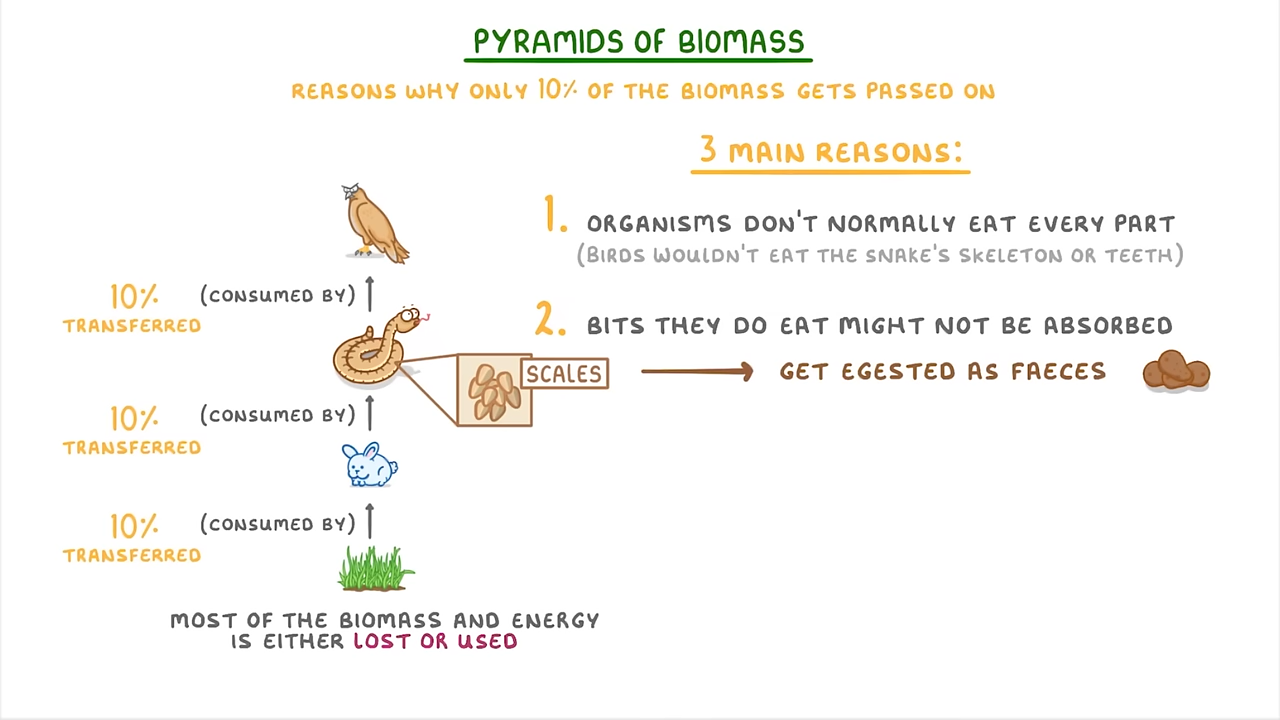 PYRAMIDS OF BIOMASS
REASONS WHY ONLY 10% OF THE BIOMASS GETS PASSED ON
3 MAIN REASONS:
1. ORGANISMS DON'T NORMALLY EAT EVERY PART
(BIRDS WOULDN'T EAT THE SNAKE'S SKELETON OR TEETH)
2. BITS THEY DO EAT MIGHT NOT BE ABSORBED
SCALES GET EGESTED AS FAECES
10% (CONSUMED BY)
TRANSFERRED
10% (CONSUMED BY)
TRANSFERRED
10% (CONSUMED BY)
TRANSFERRED
MOST OF THE BIOMASS AND ENERGY
IS EITHER LOST OR USED